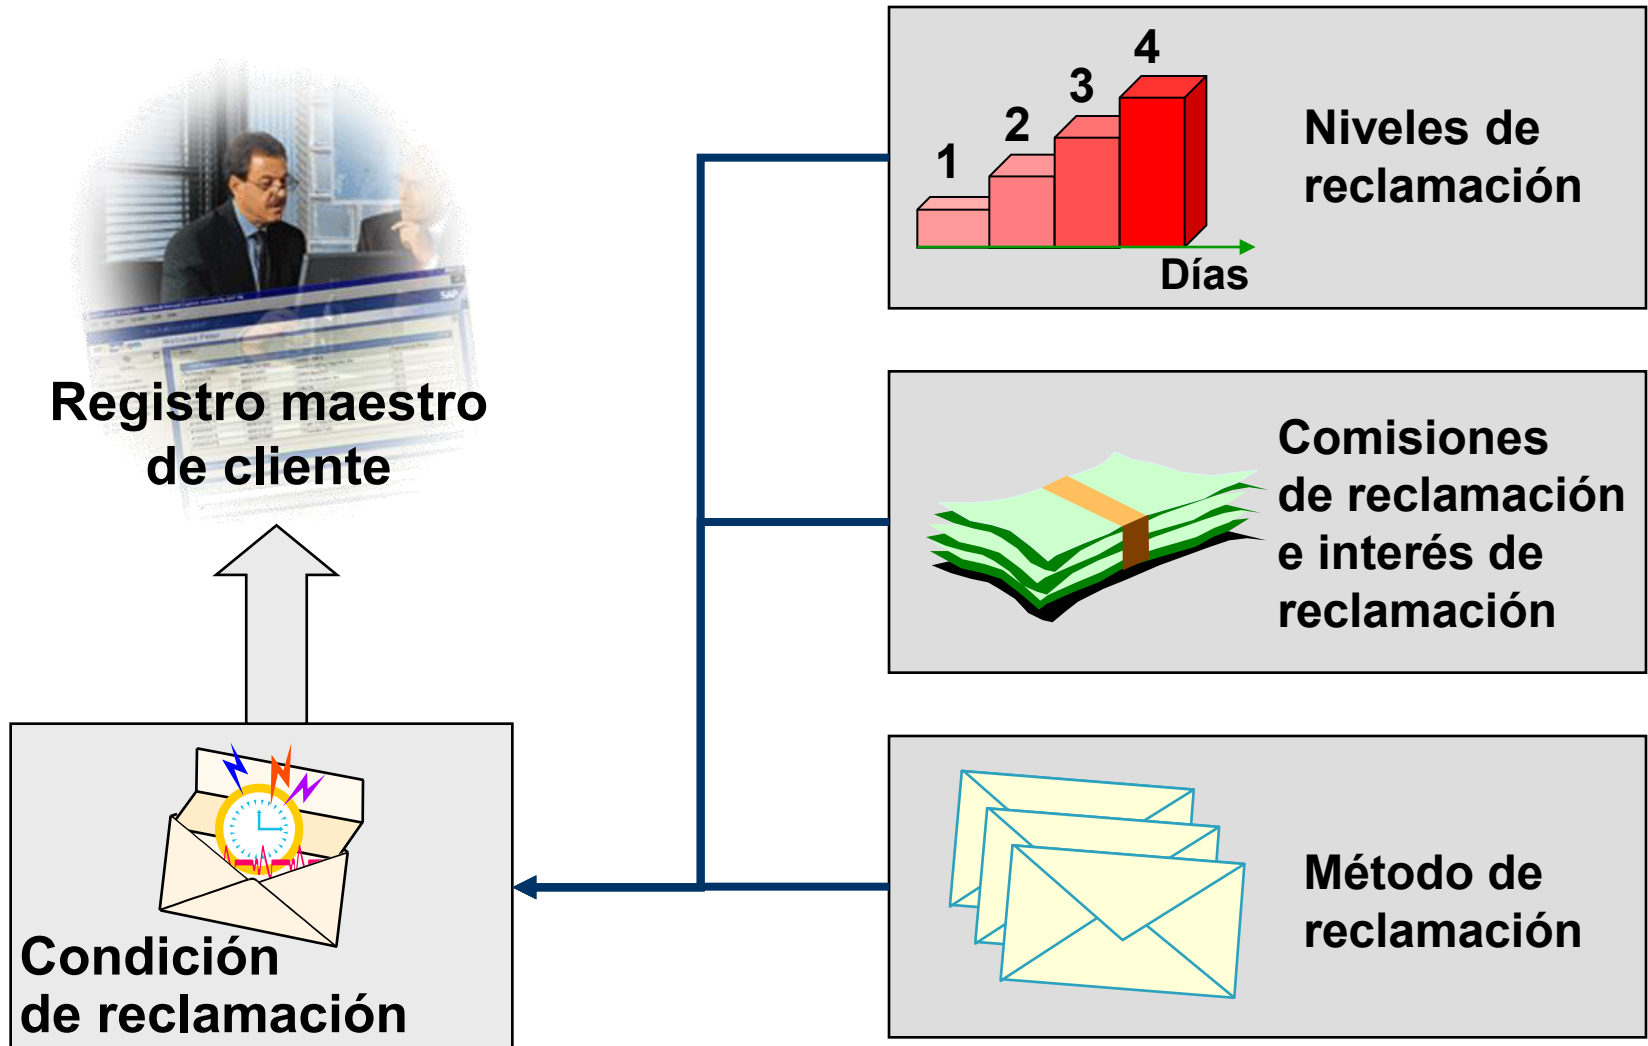 Registro maestro
de cliente
Condición
de reclamación
4
3
2
1
Días
Niveles de
reclamación
Comisiones
de reclamación
e interés de
reclamación
Método de
reclamación